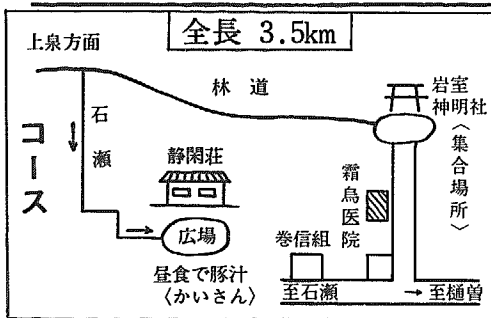 全長 3.5km
上泉方面
林道
岩室
神明社
〈集合場所〉
石瀬
コース
静閑荘
霜鳥医院
広場
巻信組
昼食で豚汁
〈かいさん〉
至石瀬
→至樋曽